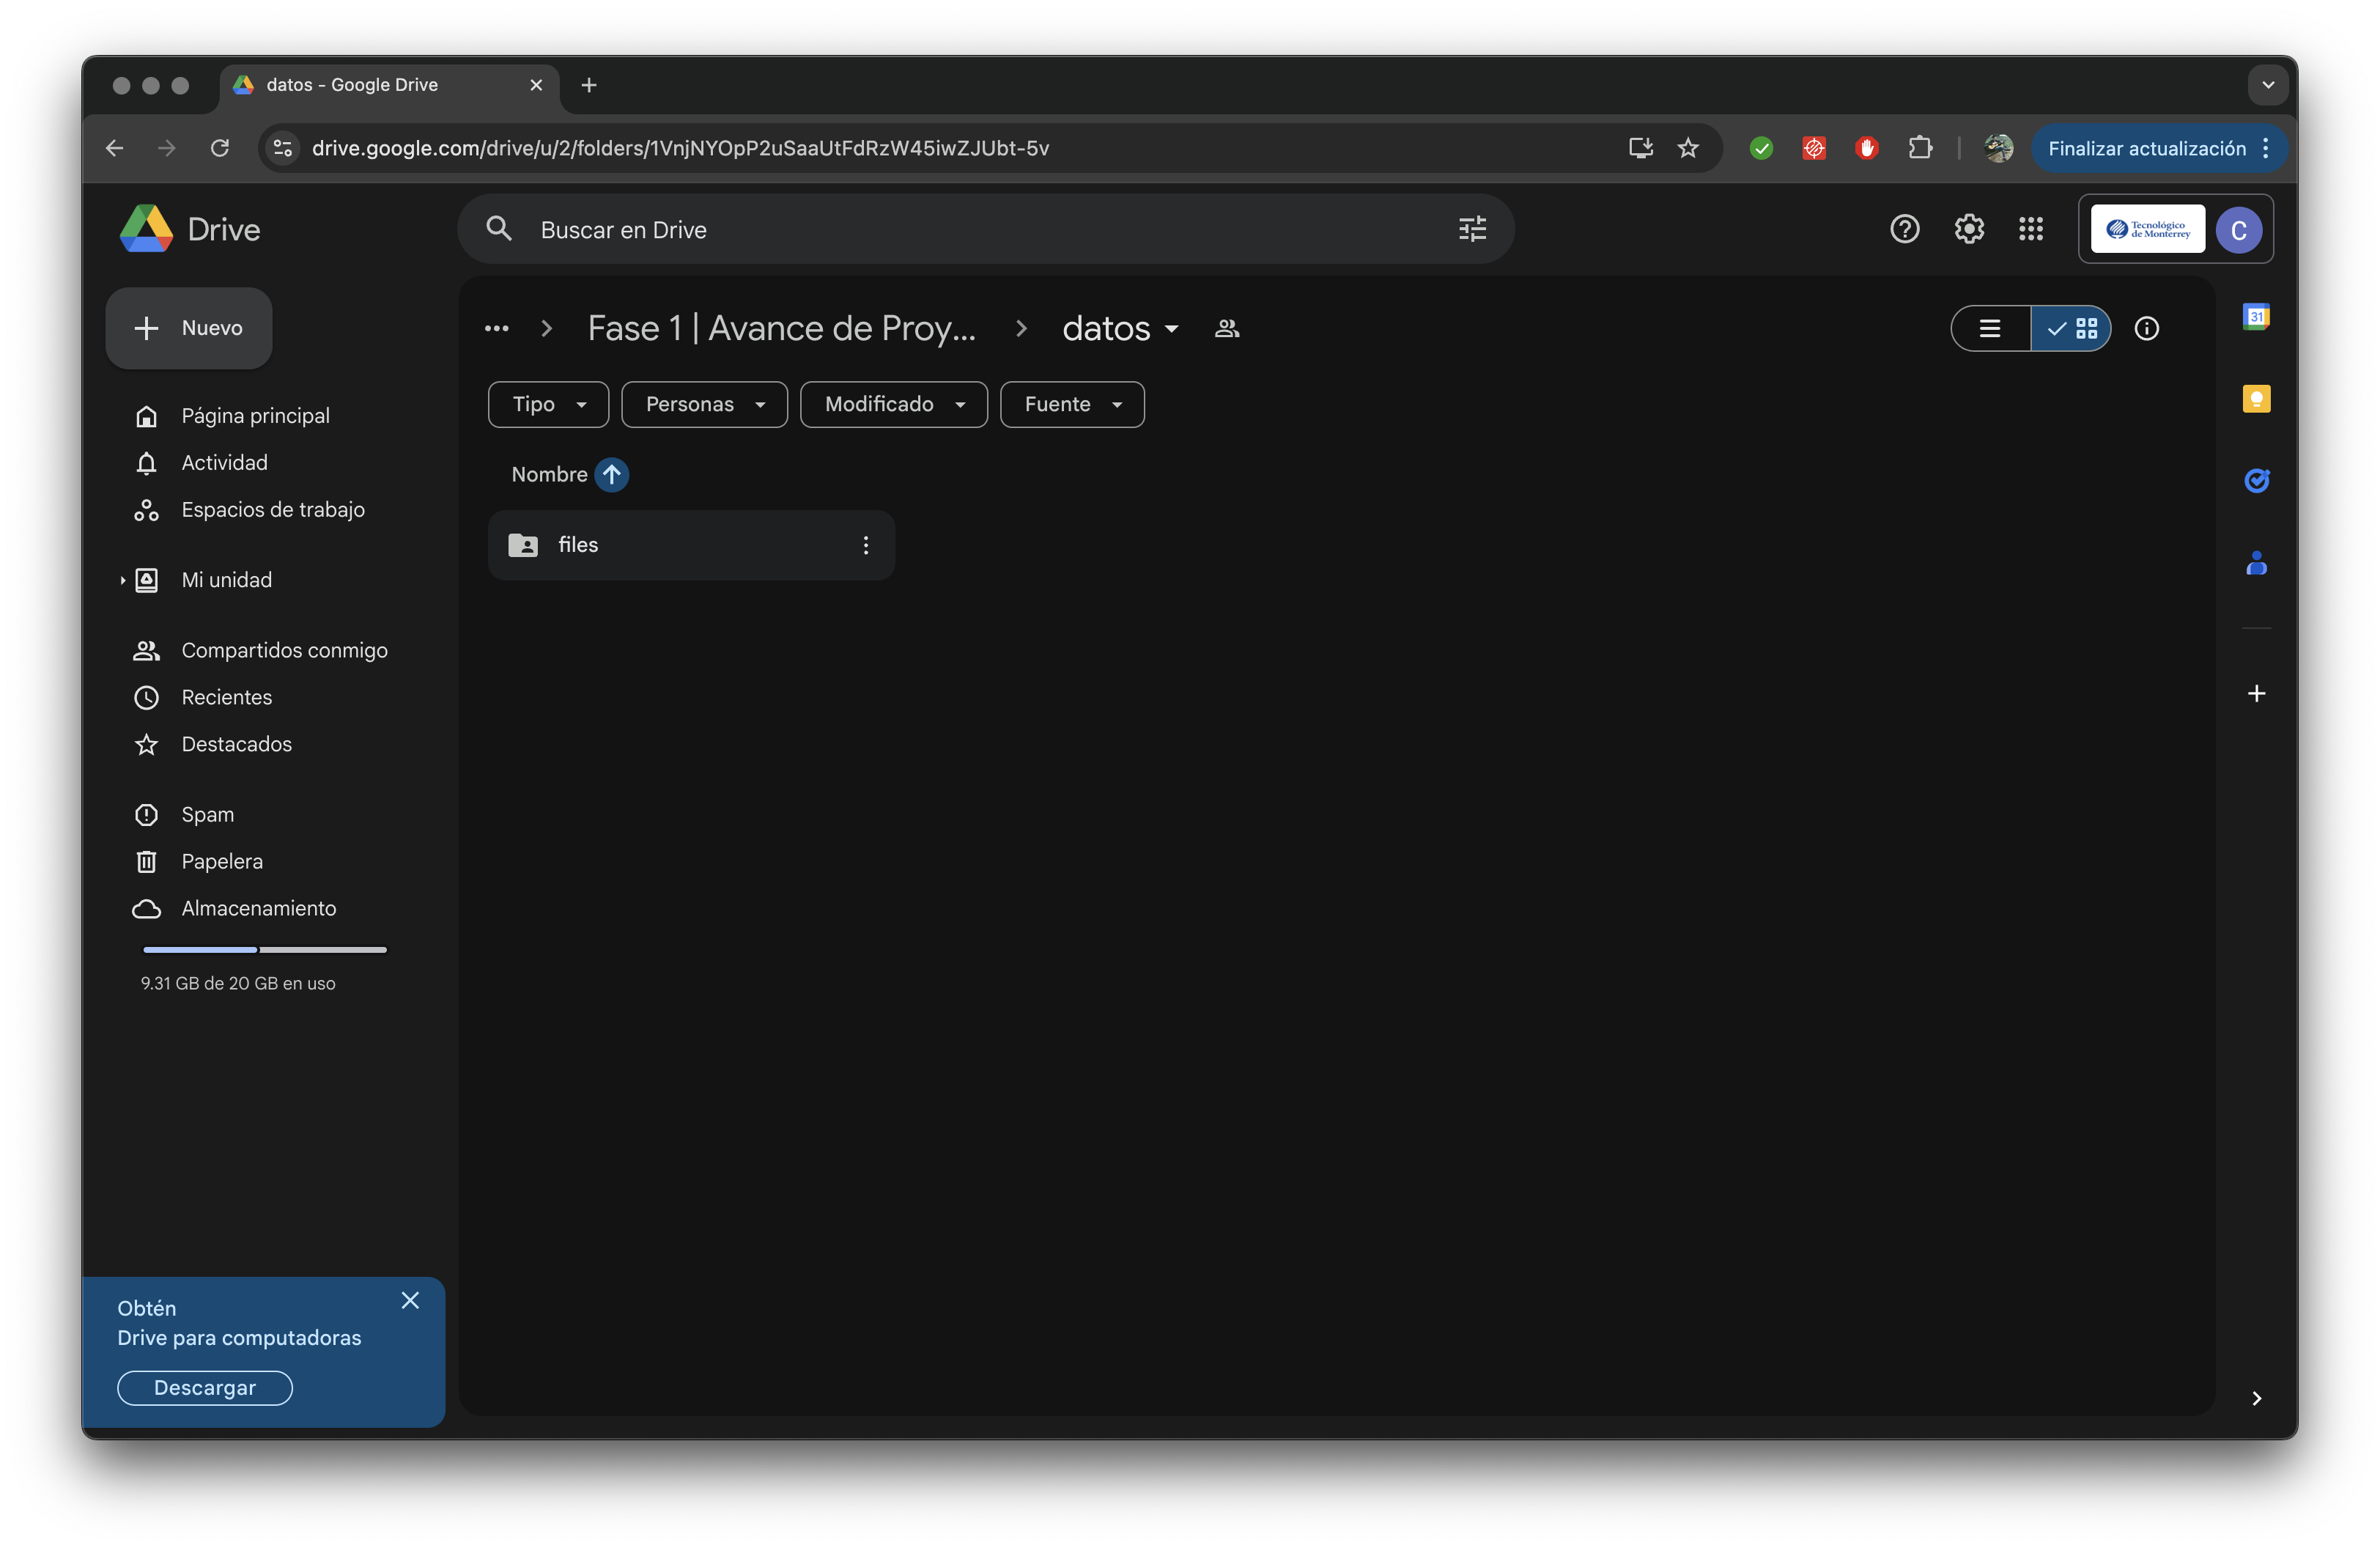 datos - Google Drive
drive.google.com/drive/u/2/folders/1VnjNYOpP2uSaaUtFdRzW45iwZJUbt-5v
Finalizar actualización
Drive
Buscar en Drive
Tecnológico
de Monterrey
C
Nuevo
Fase 1 | Avance de Proy...
datos
31
Tipo
Personas
Modificado
Fuente
Página principal
Actividad
Espacios de trabajo
Nombre
files
Mi unidad
Compartidos conmigo
Recientes
Destacados
Spam
Papelera
Almacenamiento
9.31 GB de 20 GB en uso
Obtén
Drive para computadoras
Descargar